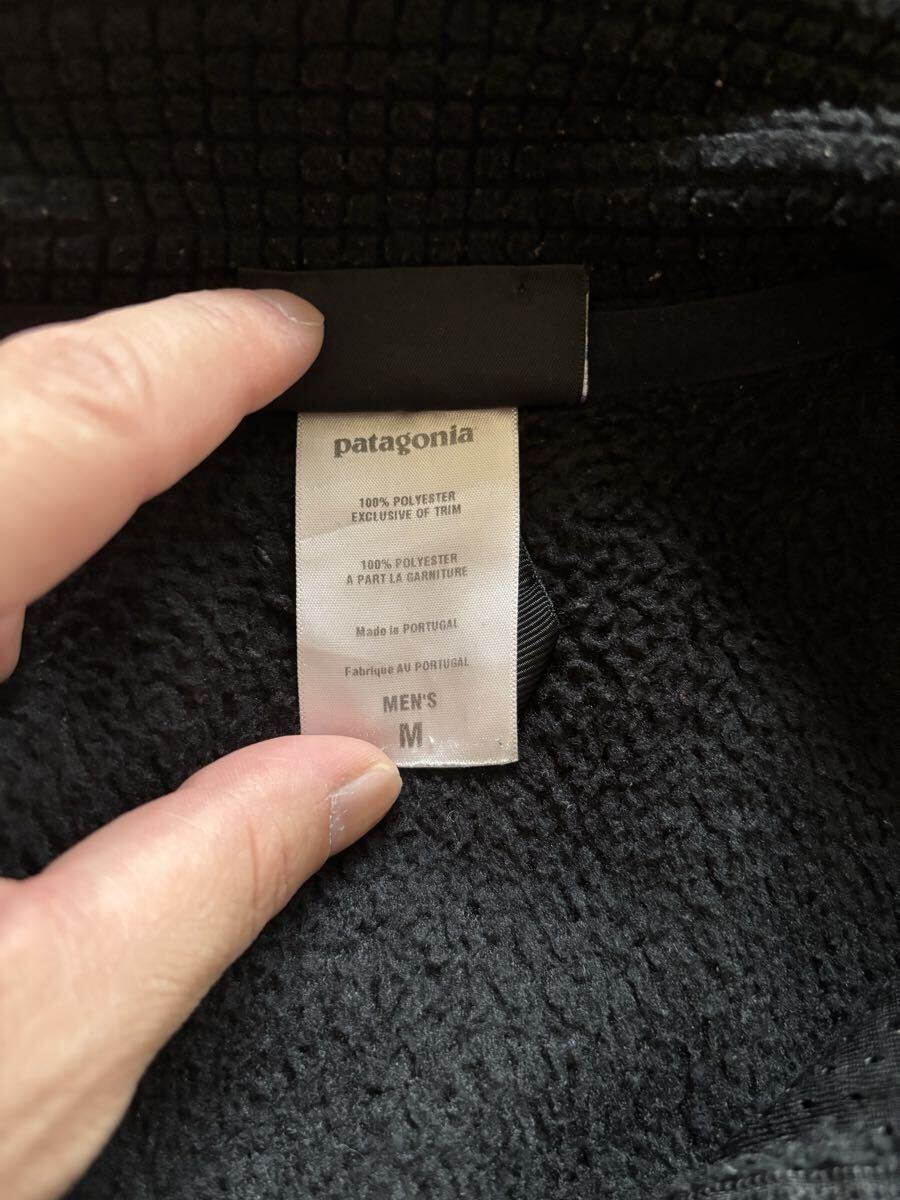 patagonia
100% POLYESTER
EXCLUSIVE OF TRIM
100% POLYESTER
A PART LA GARNITURE
Made in PORTUGAL
Fabrique AU PORTUGAL
MEN'S
M